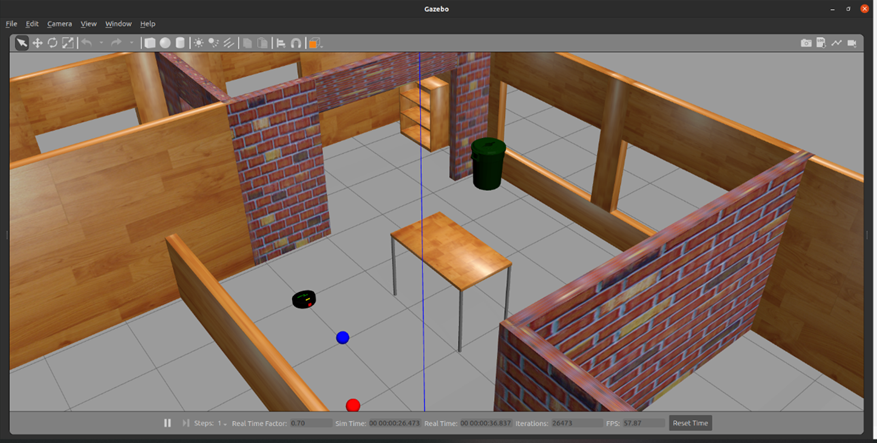 Gazebo
File Edit Camera View Window Help
Steps: 1 Real Time Factor: 0.70 Sim Time: 00 00:00:26.473 Real Time: 00 00:00:36.837 Iterations: 26473 FPS: 57.87 Reset Time